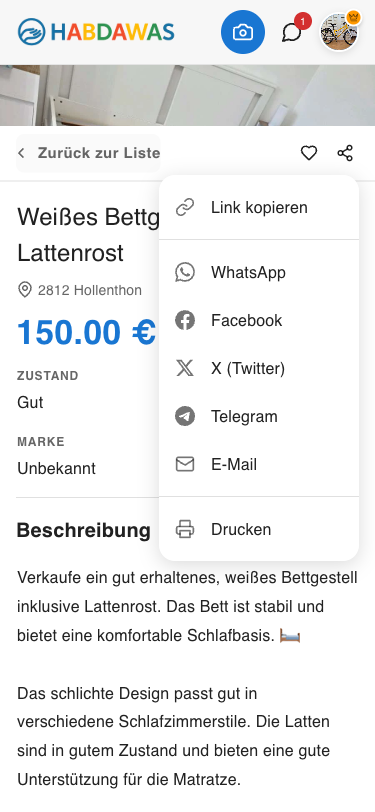 HABDAWAS
1
Zurück zur Liste
Weißes Bettg
Lattenrost
2812 Hollenthon
150.00 €
ZUSTAND
Gut
MARKE
Unbekannt
Link kopieren
WhatsApp
Facebook
X (Twitter)
Telegram
E-Mail
Drucken
Beschreibung
Verkaufe ein gut erhaltenes, weißes Bettgestell
inklusive Lattenrost. Das Bett ist stabil und
bietet eine komfortable Schlafbasis. 🛏️
Das schlichte Design passt gut in
verschiedene Schlafzimmerstile. Die Latten
sind in gutem Zustand und bieten eine gute
Unterstützung für die Matratze.